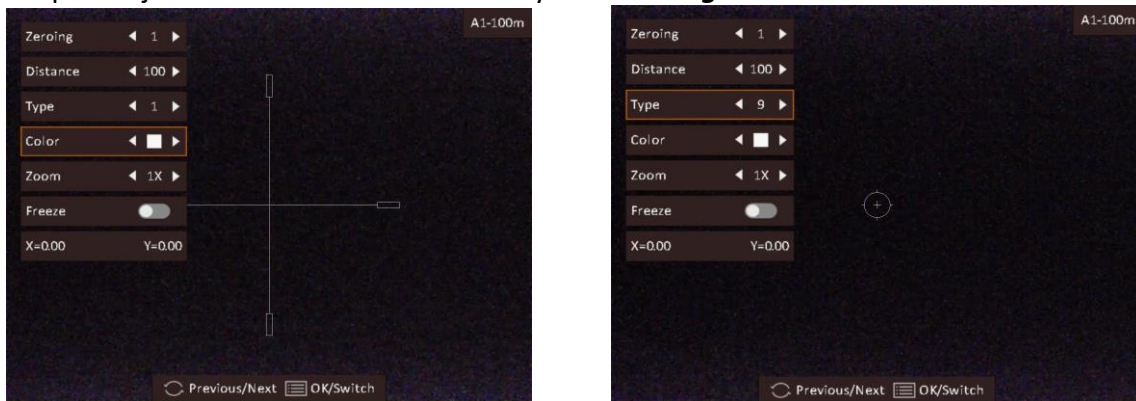 A1-100m
Zeroing 1
Distance 100
Type 1
Color
Zoom 1X
Freeze
X=0.00 Y=0.00
Previous/Next OK/Switch
A1-100m
Zeroing 1
Distance 100
Type 9
Color
Zoom 1X
Freeze
X=0.00 Y=0.00
Previous/Next OK/Switch